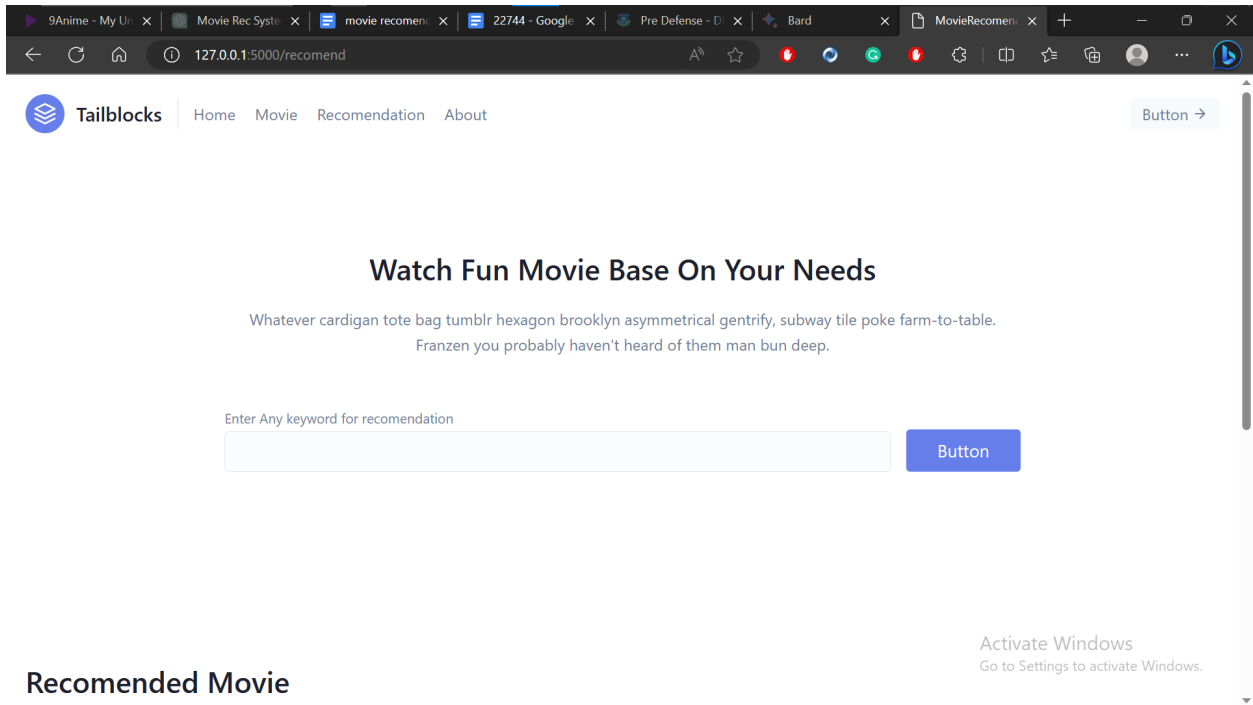 9Anime - My Un
Movie Rec Syste
movie recomend
22744 - Google
Pre Defense - D
Bard
MovieRecomend
127.0.0.1:5000/recomend
Tailblocks
Home
Movie
Recomendation
About
Button →
Watch Fun Movie Base On Your Needs
Whatever cardigan tote bag tumblr hexagon brooklyn asymmetrical gentrify, subway tile poke farm-to-table.
Franzen you probably haven't heard of them man bun deep.
Enter Any keyword for recomendation
Button
Activate Windows
Go to Settings to activate Windows.
Recomended Movie